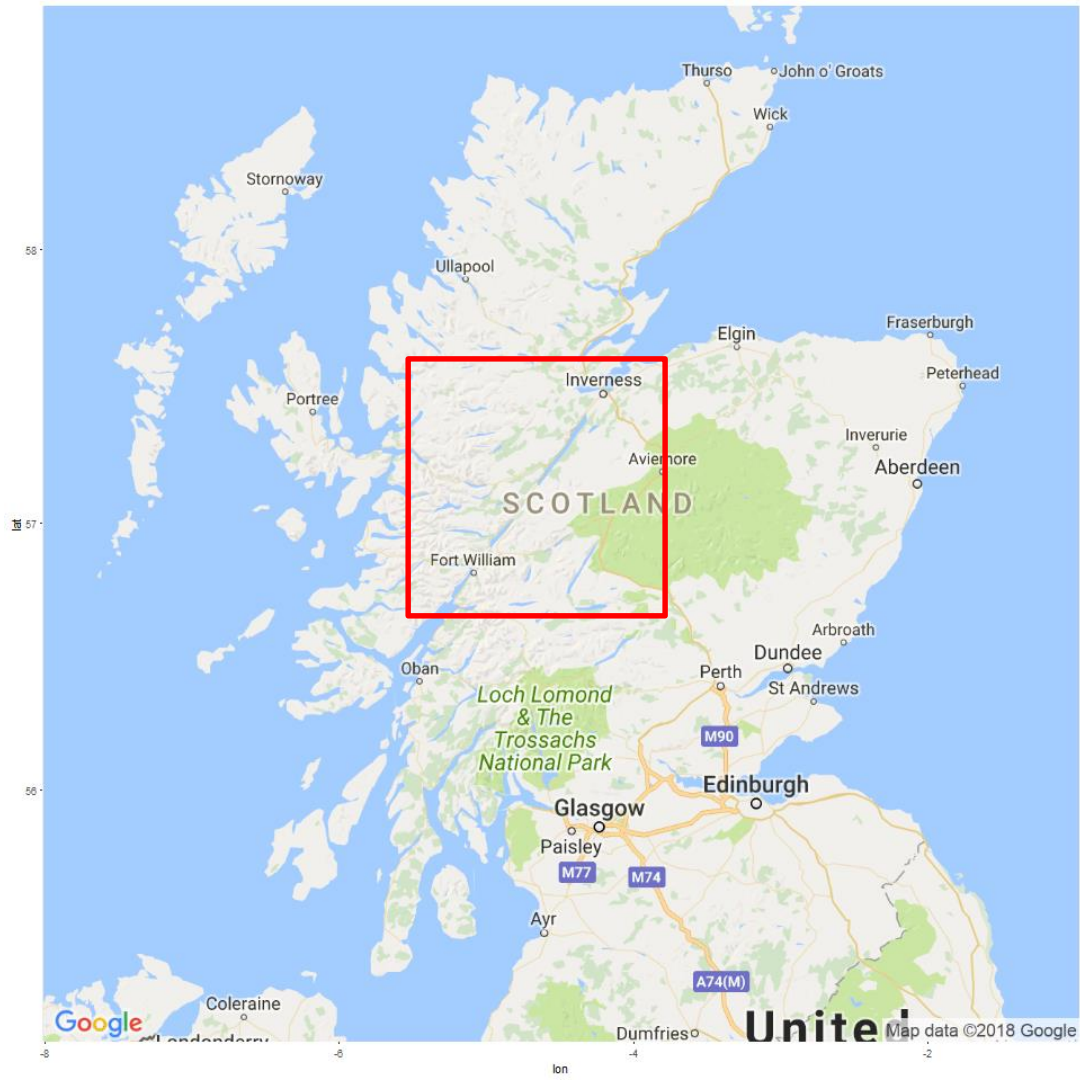 Thurso
John o' Groats
Wick
Stornoway
58
Ullapool
Fraserburgh
Elgin
Peterhead
Inverness
Portree
Inverurie
Aviemore
Aberdeen
SCOTLAND
lat
57
Fort William
Arbroath
Dundee
Oban
Perth
St Andrews
Loch Lomond
& The
Trossachs
National Park
M90
Edinburgh
56
Glasgow
Paisley
M77
M74
Ayr
A74(M)
Coleraine
Google
Londonderry
Dumfries
United
Map data ©2018 Google
-8
-6
-4
-2
lon